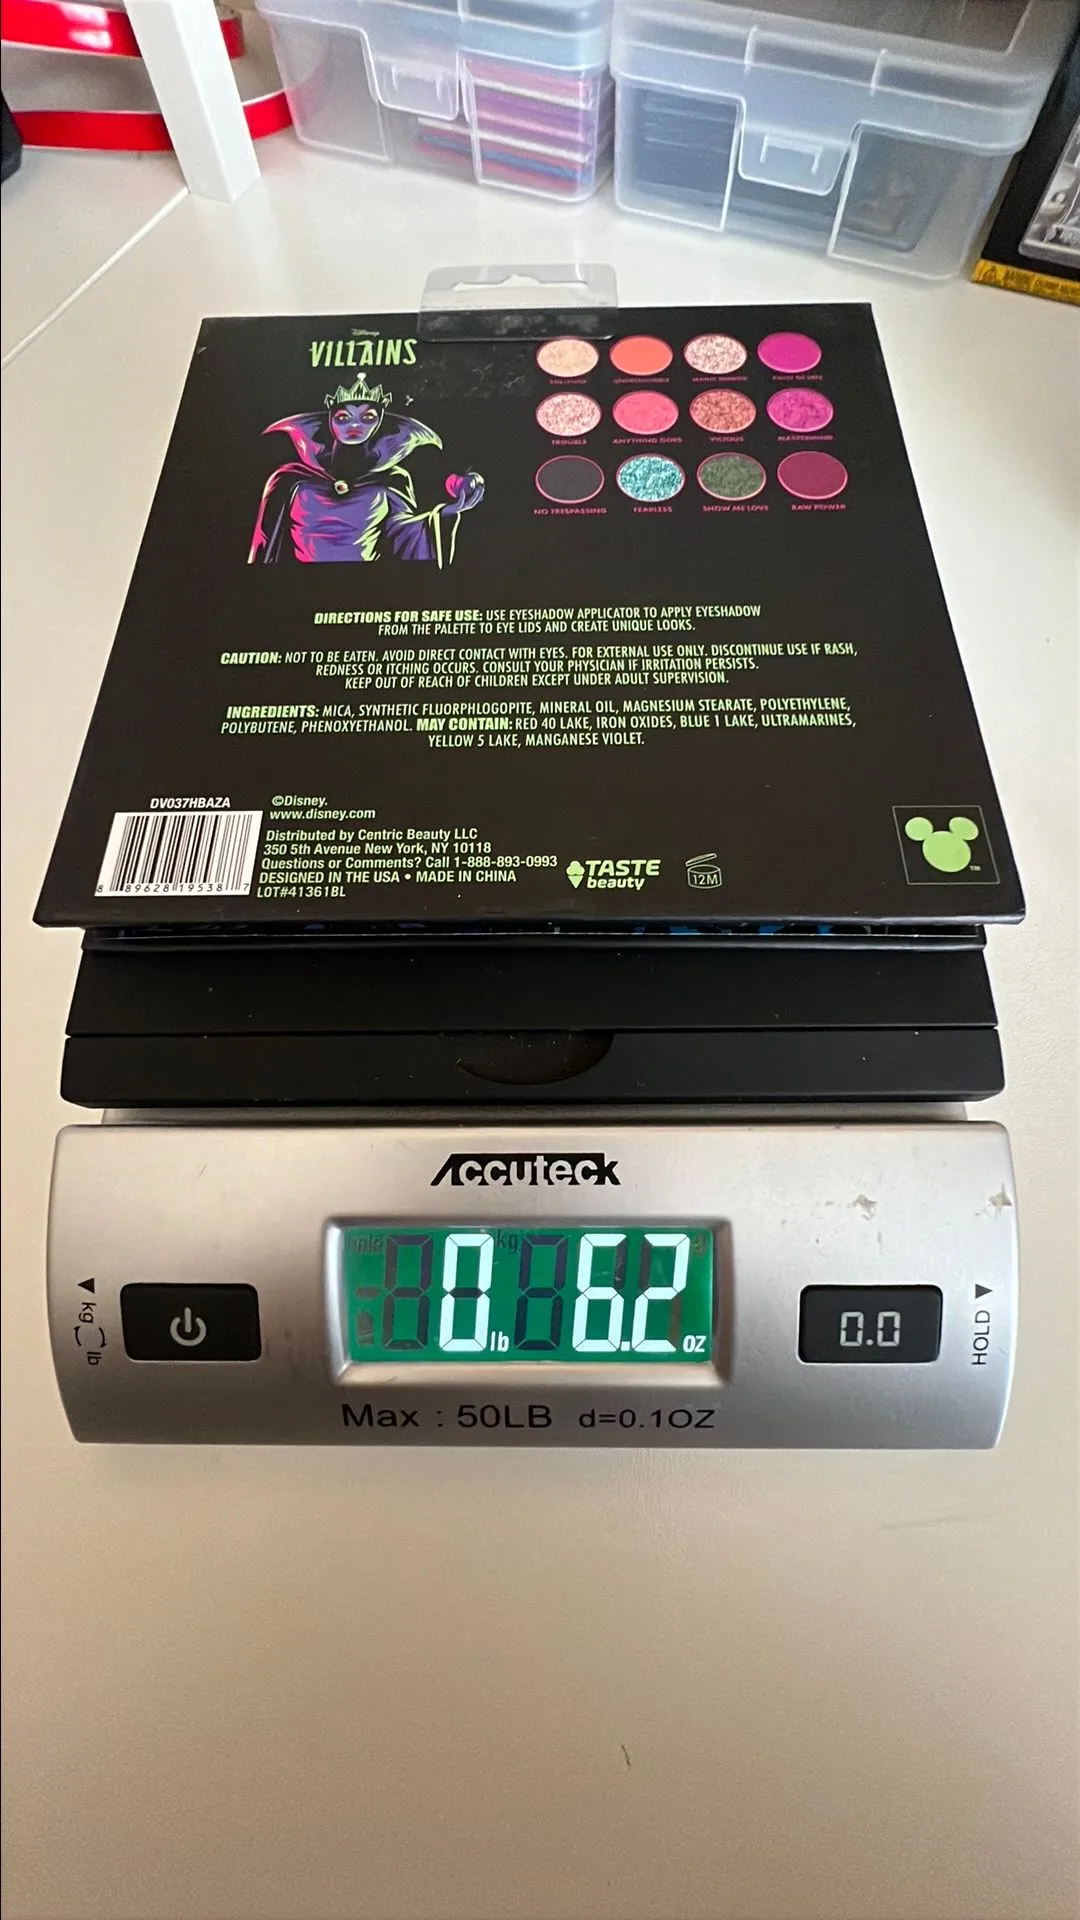 Disney
VILLAINS
SOLITUDE
TROUBLE
ANYTHING GOES
VICIOUS
MASTERMIND
NO TRESPASSING
FEARLESS
SHOW ME LOVE
RAW POWER
DIRECTIONS FOR SAFE USE: USE EYESHADOW APPLICATOR TO APPLY EYESHADOW
FROM THE PALETTE TO EYE LIDS AND CREATE UNIQUE LOOKS.
CAUTION: NOT TO BE EATEN. AVOID DIRECT CONTACT WITH EYES. FOR EXTERNAL USE ONLY. DISCONTINUE USE IF RASH,
REDNESS OR ITCHING OCCURS. CONSULT YOUR PHYSICIAN IF IRRITATION PERSISTS.
KEEP OUT OF REACH OF CHILDREN EXCEPT UNDER ADULT SUPERVISION.
INGREDIENTS: MICA, SYNTHETIC FLUORPHLOGOPITE, MINERAL OIL, MAGNESIUM STEARATE, POLYETHYLENE,
POLYBUTENE, PHENOXYETHANOL. MAY CONTAIN: RED 40 LAKE, IRON OXIDES, BLUE 1 LAKE, ULTRAMARINES,
YELLOW 5 LAKE, MANGANESE VIOLET.
DV037HBAZA
8 89628 19538 7
©Disney.
www.disney.com
Distributed by Centric Beauty LLC
350 5th Avenue New York, NY 10118
Questions or Comments? Call 1-888-893-0993
DESIGNED IN THE USA • MADE IN CHINA
LOT#41361BL
TASTE
beauty
12M
TM
Accuteck
0 lb 6.2 oz
kg
lb
0.0
HOLD
Max : 50LB d=0.1OZ